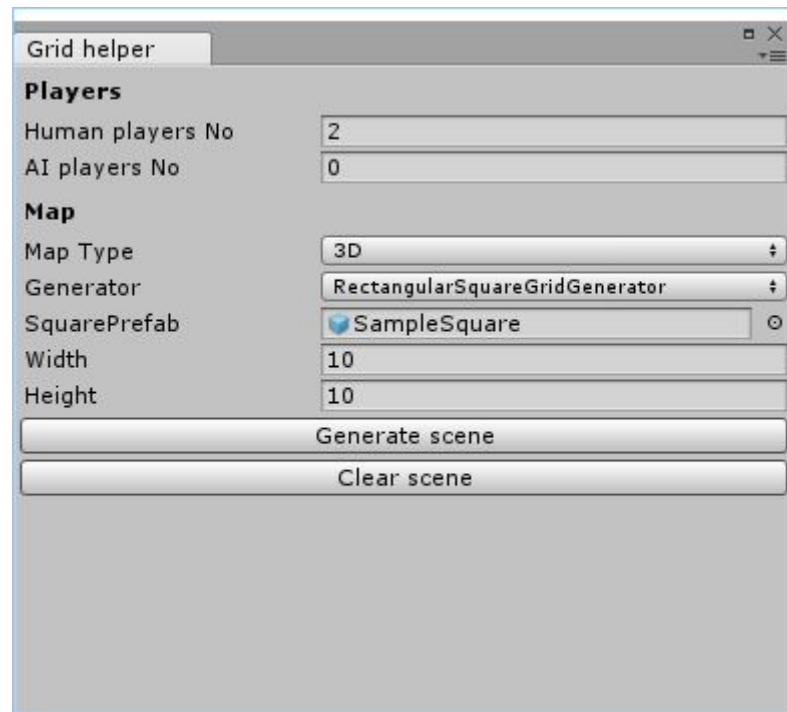 Grid helper
Players
Human players No 2
AI players No 0
Map
Map Type 3D
Generator RectangularSquareGridGenerator
SquarePrefab SampleSquare
Width 10
Height 10
Generate scene
Clear scene